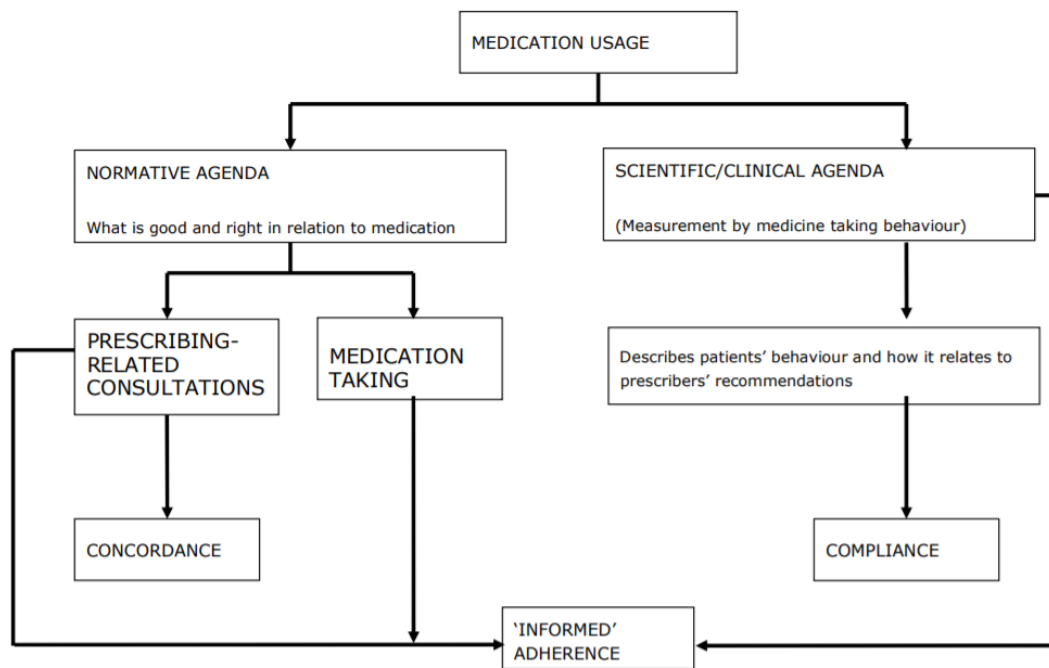 MEDICATION USAGE
NORMATIVE AGENDA
What is good and right in relation to medication
SCIENTIFIC/CLINICAL AGENDA
(Measurement by medicine taking behaviour)
PRESCRIBING-
RELATED
CONSULTATIONS
MEDICATION
TAKING
Describes patients’ behaviour and how it relates to
prescribers’ recommendations
CONCORDANCE
COMPLIANCE
‘INFORMED’
ADHERENCE